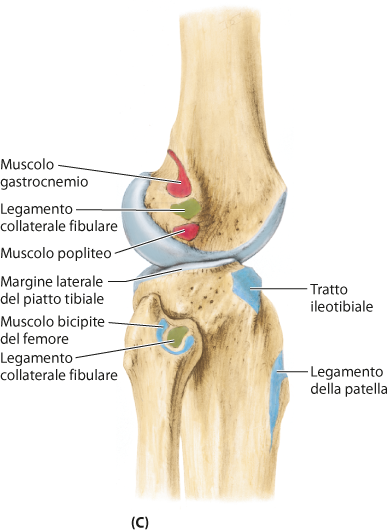 Muscolo
gastrocnemio
Legamento
collaterale fibulare
Muscolo popliteo
Margine laterale
del piatto tibiale
Muscolo bicipite
del femore
Legamento
collaterale fibulare
Tratto
ileotibiale
Legamento
della patella
(C)